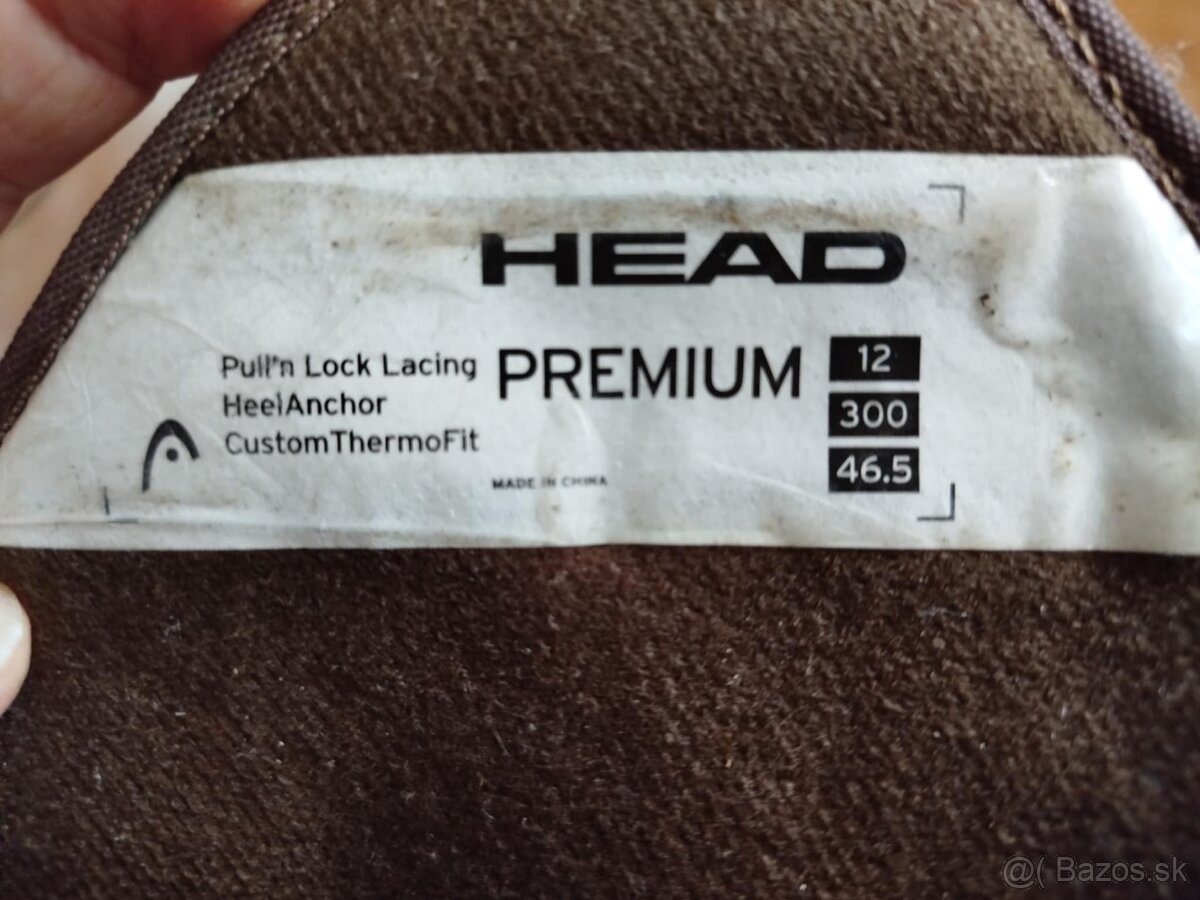 HEAD
Pull'n Lock Lacing
HeelAnchor
CustomThermoFit
PREMIUM
MADE IN CHINA
12
300
46.5
@( Bazos.sk